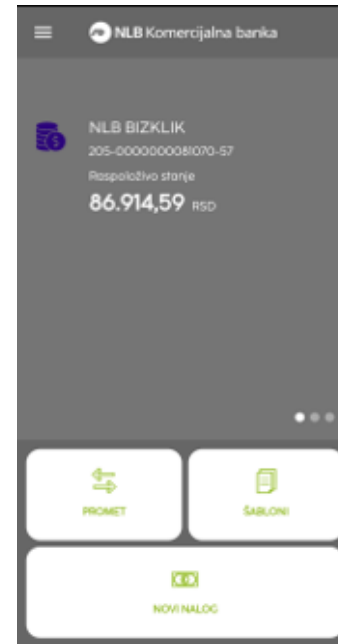 NLB Komercijalna banka
NLB BIZKLIK
205-0000000081070-57
Raspoloživo stanje
86.914,59 RSD
PROMET
ŠABLONI
NOVI NALOG